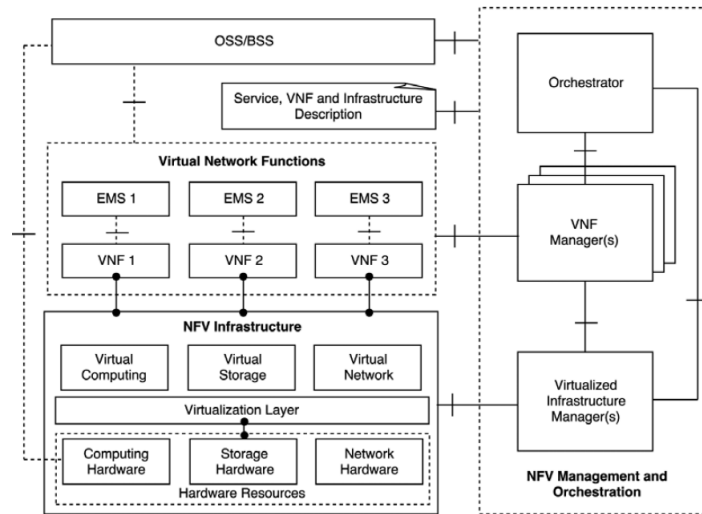 OSS/BSS
Orchestrator
Service, VNF and Infrastructure
Description
Virtual Network Functions
EMS 1
EMS 2
EMS 3
VNF
Manager(s)
VNF 1
VNF 2
VNF 3
NFV Infrastructure
Virtual
Computing
Virtual
Storage
Virtual
Network
Virtualized
Infrastructure
Manager(s)
Virtualization Layer
Computing
Hardware
Storage
Hardware
Network
Hardware
Hardware Resources
NFV Management and
Orchestration